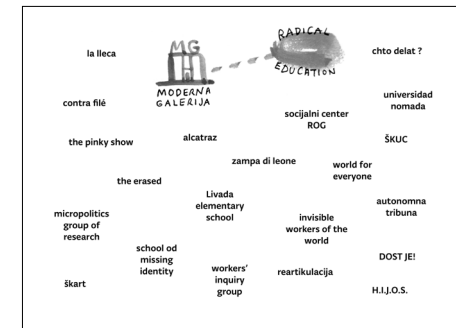 la lleca
MG
MODERNA
GALERIJA
RADICAL
EDUCATION
chto delat ?
contra filé
universidad
nomada
socijalni center
ROG
the pinky show
alcatraz
ŠKUC
zampa di leone
world for
everyone
the erased
Livada
elementary
school
autonomna
tribuna
micropolitics
group of
research
invisible
workers of the
world
school od
missing
identity
DOST JE!
workers'
inquiry
group
reartikulacija
škart
H.I.J.O.S.